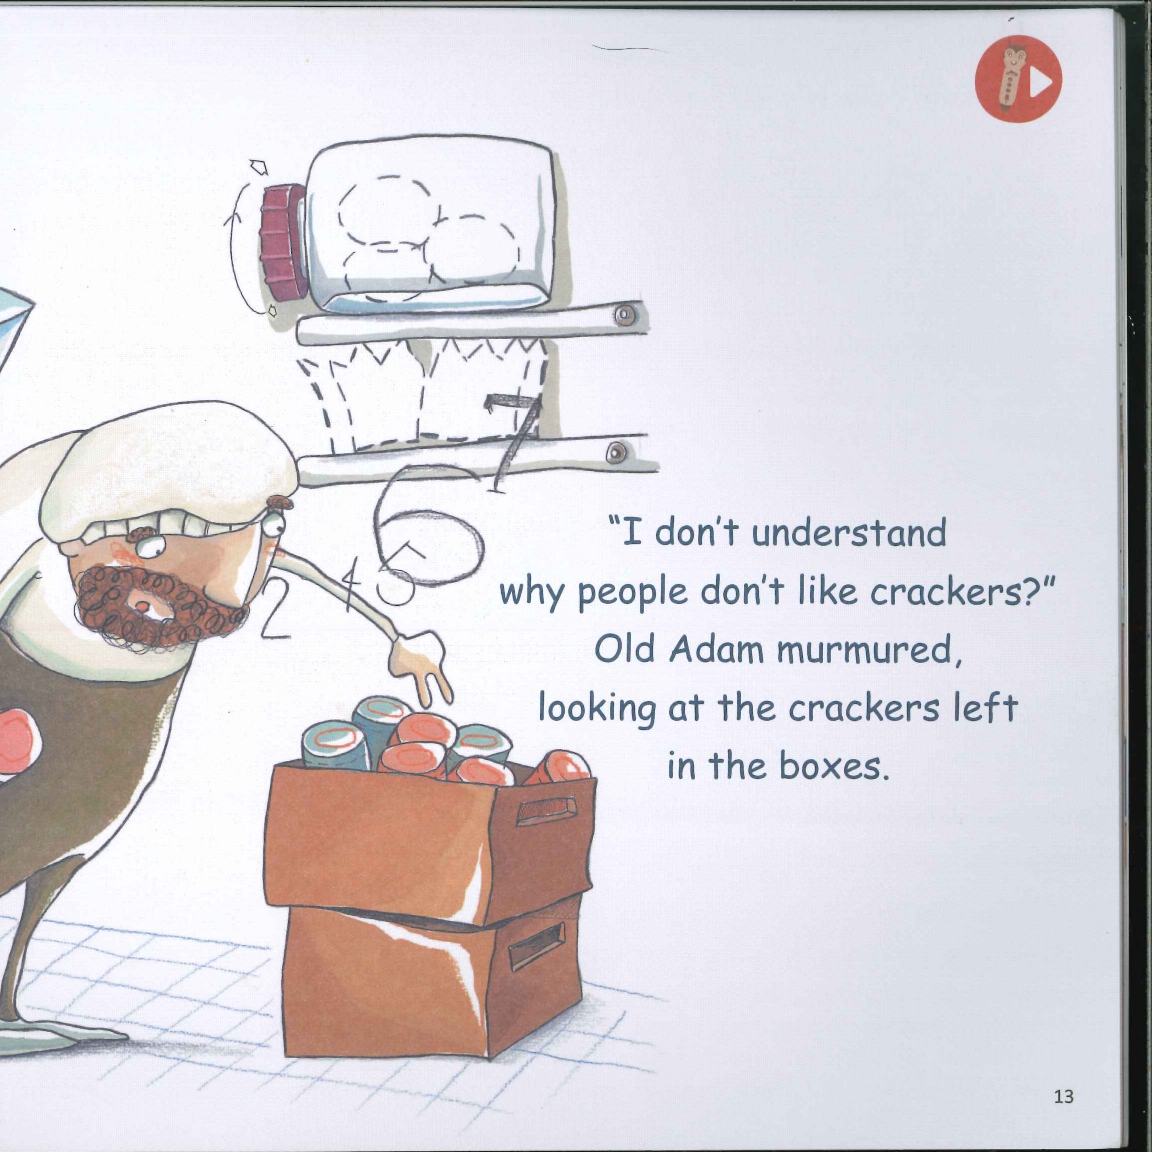 7
6
4
2
"I don't understand
why people don't like crackers?"
Old Adam murmured,
looking at the crackers left
in the boxes.
13